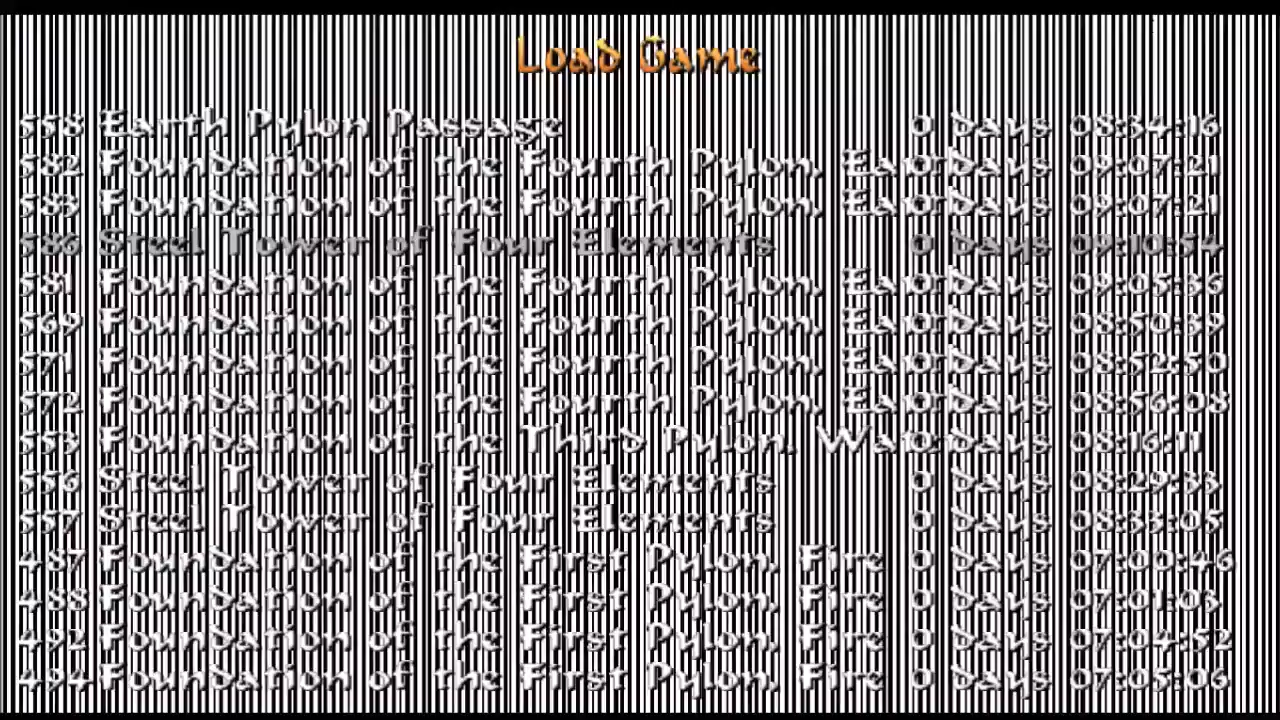 Load Game
558 Earth Pylon Passage 0 days 08:34:16
582 Foundation of the Fourth Pylon, Ear 0 days 09:07:21
583 Foundation of the Fourth Pylon, Ear 0 days 09:07:21
586 Steel Tower of Four Elements 0 days 09:10:54
581 Foundation of the Fourth Pylon, Ear 0 days 09:05:36
569 Foundation of the Fourth Pylon, Ear 0 days 08:50:39
571 Foundation of the Fourth Pylon, Ear 0 days 08:52:50
572 Foundation of the Fourth Pylon, Ear 0 days 08:56:08
553 Foundation of the Third Pylon, Wat 0 days 08:16:11
556 Steel Tower of Four Elements 0 days 08:29:33
557 Steel Tower of Four Elements 0 days 08:33:05
487 Foundation of the First Pylon, Fire 0 days 07:00:46
488 Foundation of the First Pylon, Fire 0 days 07:01:03
492 Foundation of the First Pylon, Fire 0 days 07:04:52
494 Foundation of the First Pylon, Fire 0 days 07:05:06